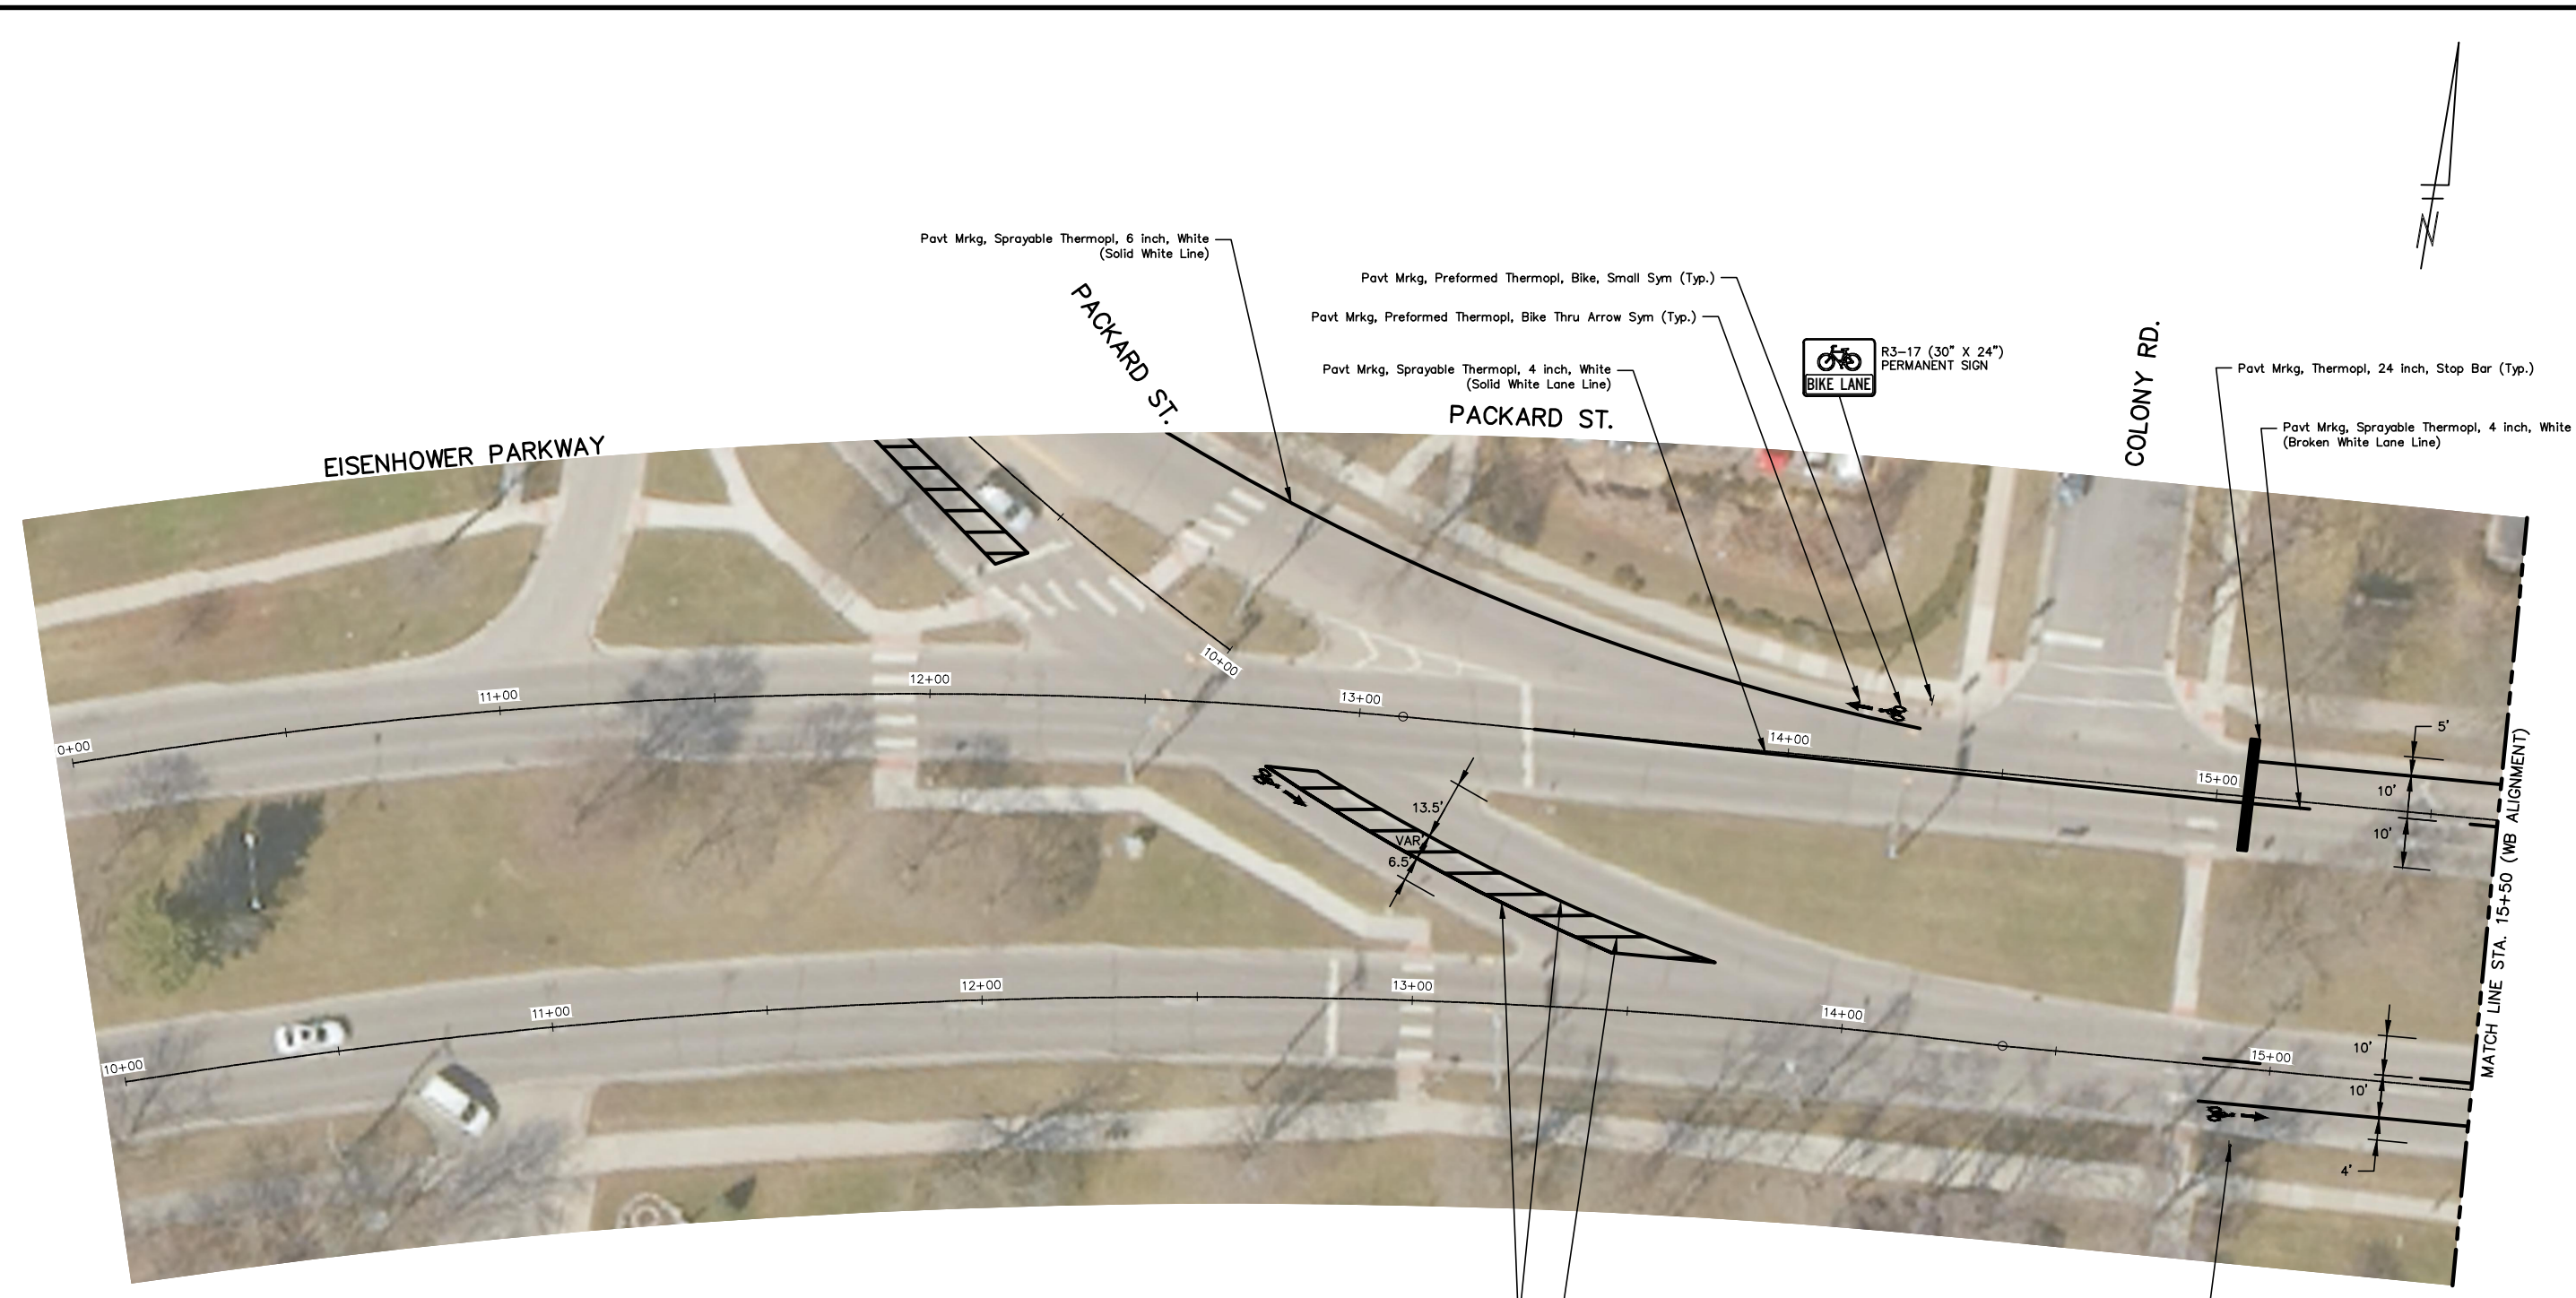 Pavt Mrkg, Sprayable Thermopl, 6 inch, White
(Solid White Line)
Pavt Mrkg, Preformed Thermopl, Bike, Small Sym (Typ.)
Pavt Mrkg, Preformed Thermopl, Bike Thru Arrow Sym (Typ.)
Pavt Mrkg, Sprayable Thermopl, 4 inch, White
(Solid White Lane Line)
BIKE LANE
R3-17 (30" X 24")
PERMANENT SIGN
Pavt Mrkg, Thermopl, 24 inch, Stop Bar (Typ.)
Pavt Mrkg, Sprayable Thermopl, 4 inch, White
(Broken White Lane Line)
N
EISENHOWER PARKWAY
PACKARD ST.
PACKARD ST.
COLONY RD.
0+00
11+00
12+00
10+00
13+00
14+00
15+00
5'
10'
10'
13.5'
VAR'
6.5'
MATCH LINE STA. 15+50 (WB ALIGNMENT)
10+00
11+00
12+00
13+00
14+00
15+00
10'
10'
4'